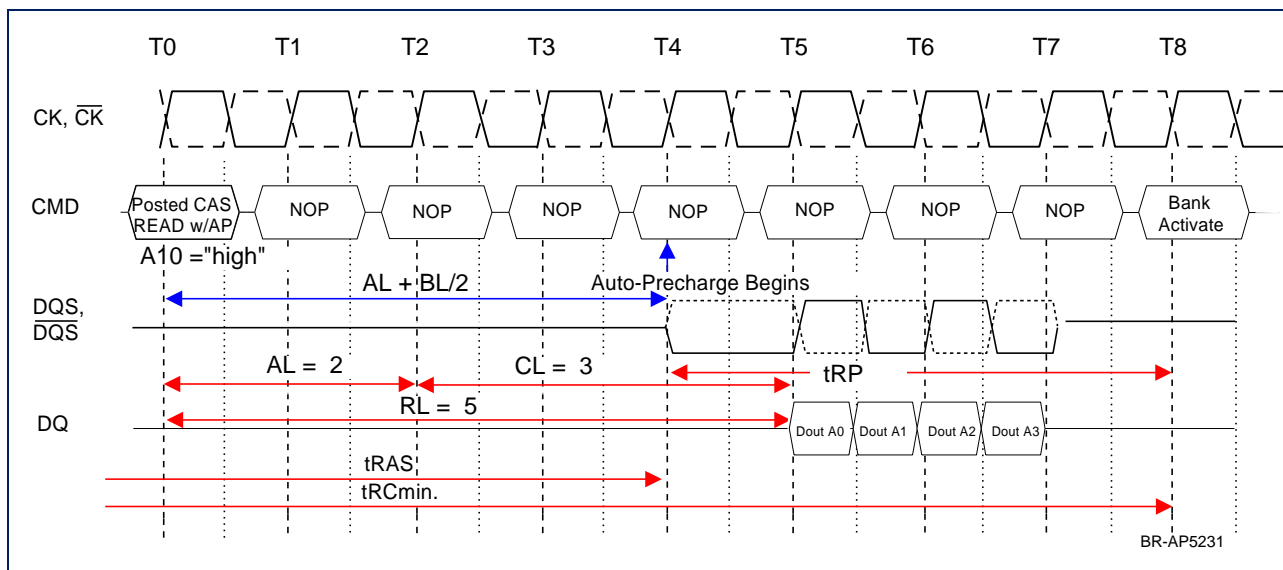 T0 T1 T2 T3 T4 T5 T6 T7 T8
CK, CK
CMD
Posted CAS
READ w/AP
NOP NOP NOP NOP NOP NOP NOP
Bank
Activate
A10 ="high"
AL + BL/2
Auto-Precharge Begins
DQS,
DQS
AL = 2
CL = 3
tRP
RL = 5
DQ
Dout A0 Dout A1 Dout A2 Dout A3
tRAS
tRCmin.
BR-AP5231